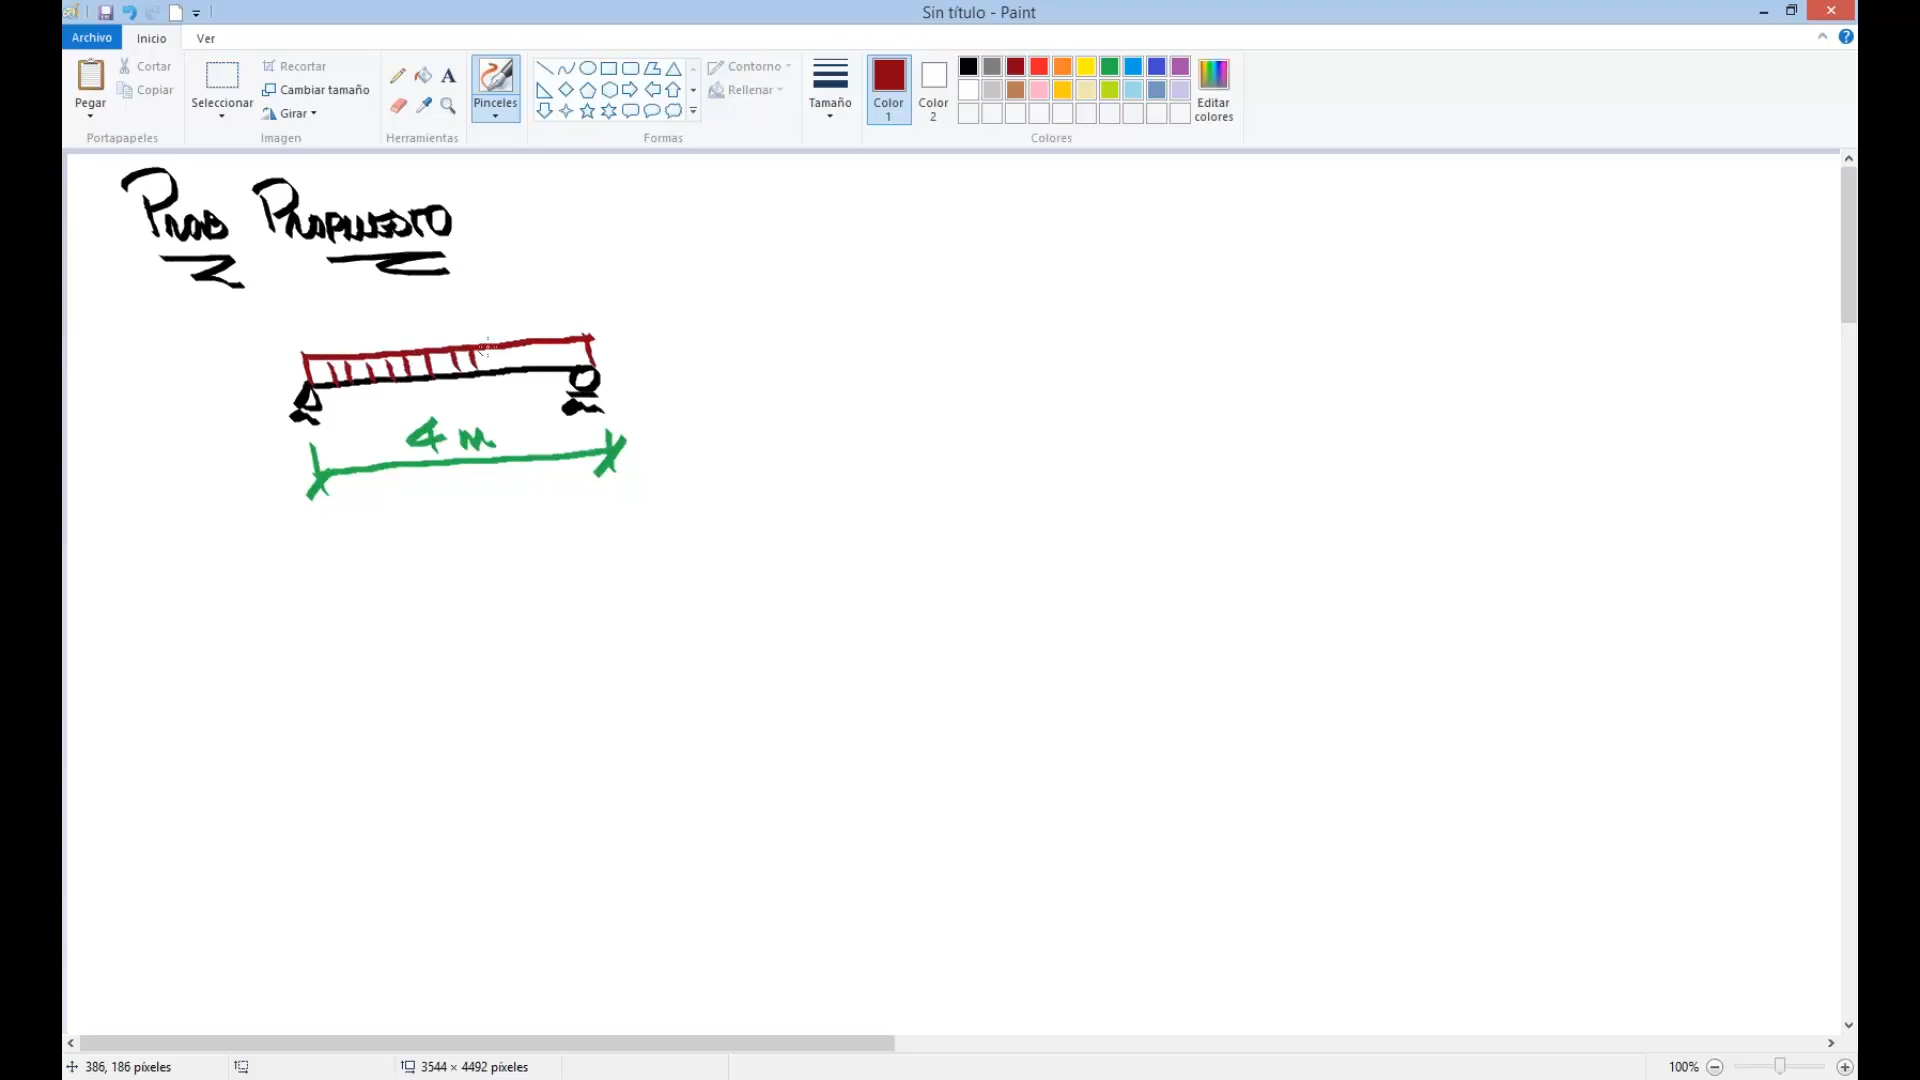 Sin título - Paint
Archivo Inicio Ver
Pegar
Cortar
Copiar
Portapapeles
Seleccionar
Recortar
Cambiar tamaño
Girar
Imagen
A
Herramientas
Pinceles
Contorno
Rellenar
Formas
Tamaño
Color 1
Color 2
Editar colores
Colores
PROB PROPUESTO
4 m
386, 186 píxeles
3544 × 4492 píxeles
100%